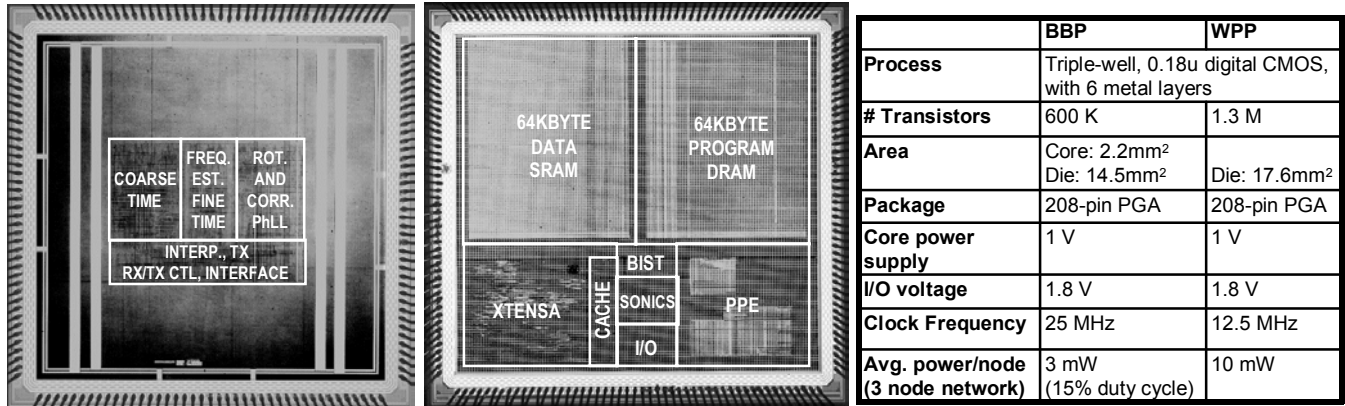 COARSE
TIME
FREQ.
EST.
FINE
TIME
ROT.
AND
CORR.
PhLL
INTERP., TX
RX/TX CTL, INTERFACE
64KBYTE
DATA
SRAM
64KBYTE
PROGRAM
DRAM
XTENSA
CACHE
BIST
SONICS
I/O
PPE
BBP WPP
Process Triple-well, 0.18u digital CMOS,
with 6 metal layers
# Transistors 600 K 1.3 M
Area Core: 2.2mm²
Die: 14.5mm² Die: 17.6mm²
Package 208-pin PGA 208-pin PGA
Core power 1 V 1 V
supply
I/O voltage 1.8 V 1.8 V
Clock Frequency 25 MHz 12.5 MHz
Avg. power/node 3 mW 10 mW
(3 node network) (15% duty cycle)